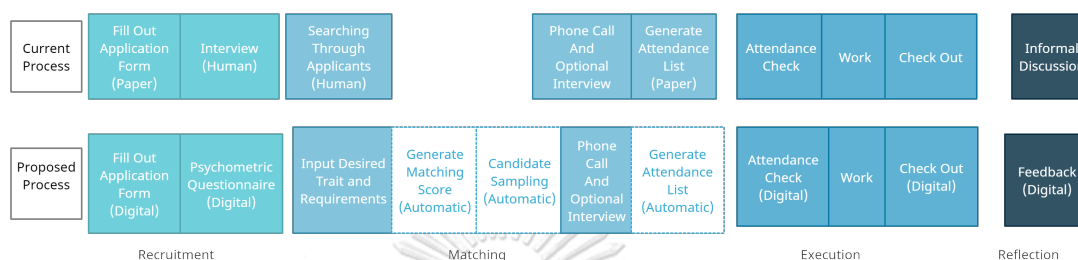 Current
Process
Fill Out
Application
Form
(Paper)
Interview
(Human)
Searching
Through
Applicants
(Human)
Phone Call
And
Optional
Interview
Generate
Attendance
List
(Paper)
Attendance
Check
Work
Check Out
Informal
Discussion
Proposed
Process
Fill Out
Application
Form
(Digital)
Psychometric
Questionnaire
(Digital)
Input Desired
Trait and
Requirements
Generate
Matching
Score
(Automatic)
Candidate
Sampling
(Automatic)
Phone
Call
And
Optional
Interview
Generate
Attendance
List
(Automatic)
Attendance
Check
(Digital)
Work
Check Out
(Digital)
Feedback
(Digital)
Recruitment
Matching
Execution
Reflection